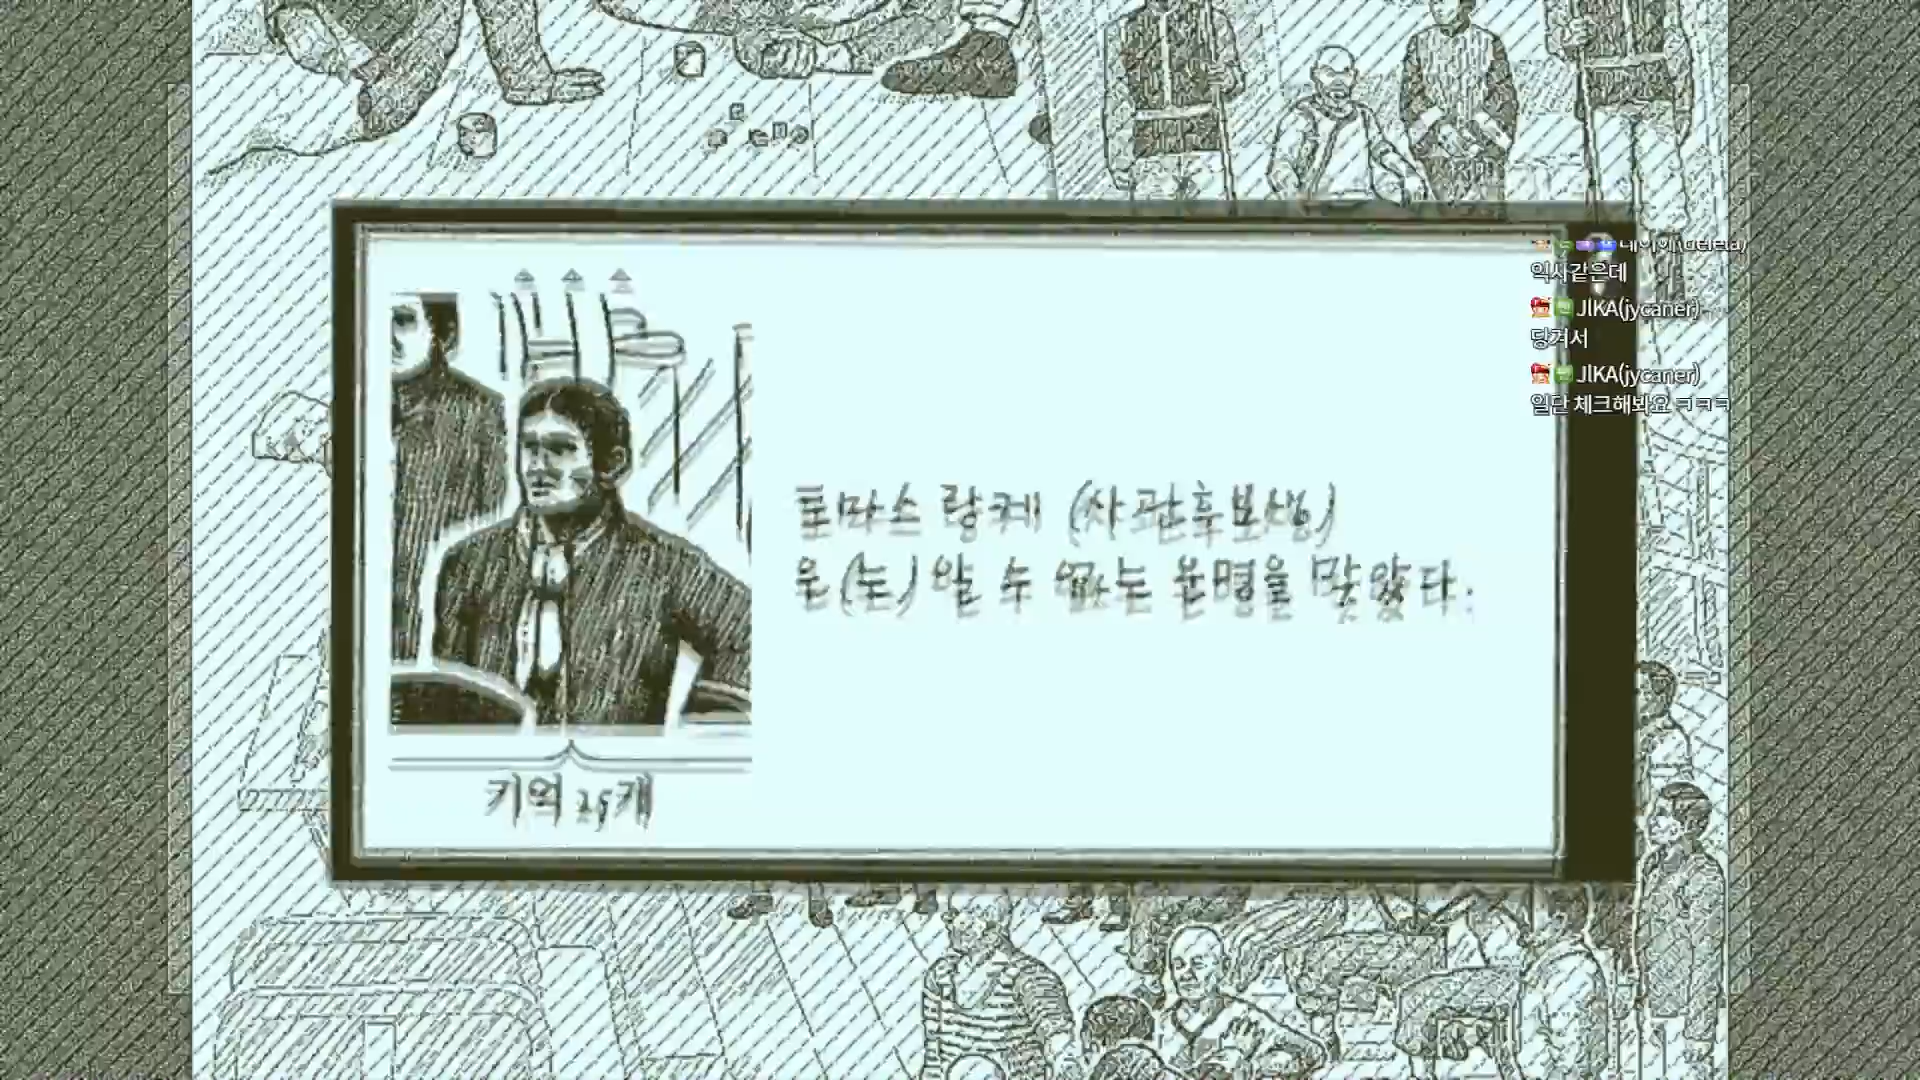 토마스 랑케 (사관후보생)
은(는) 알 수 없는 운명을 맞았다.
기억 25개
익사같은데
JIKA(jycaner)
당겨서
JIKA(jycaner)
일단 체크해봐요 ㅋㅋㅋ